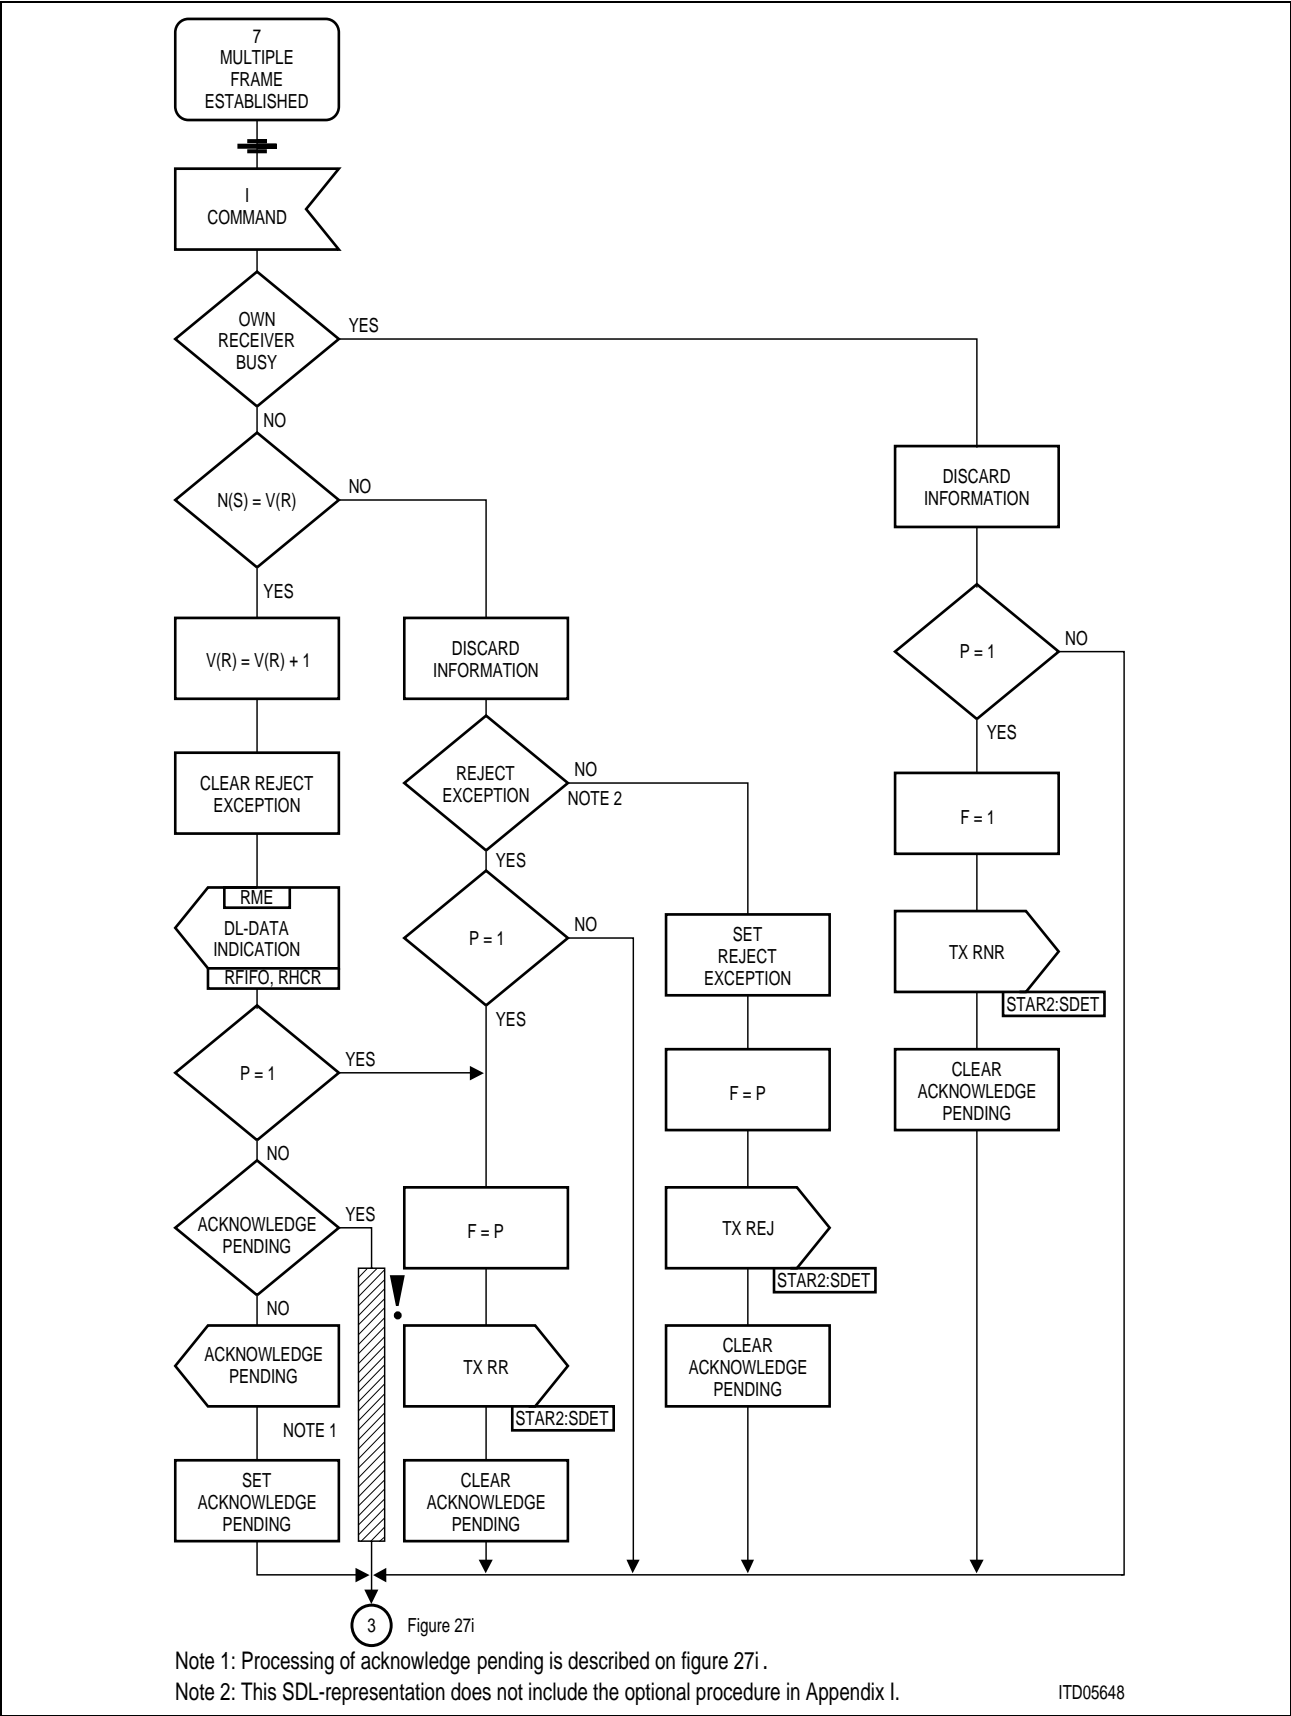 7
MULTIPLE
FRAME
ESTABLISHED
I
COMMAND
OWN
RECEIVER
BUSY
YES
NO
N(S) = V(R)
NO
DISCARD
INFORMATION
YES
P = 1
NO
V(R) = V(R) + 1
DISCARD
INFORMATION
YES
CLEAR REJECT
EXCEPTION
REJECT
EXCEPTION
NO
NOTE 2
F = 1
YES
RME
DL-DATA
INDICATION
RFIFO, RHCR
P = 1
NO
SET
REJECT
EXCEPTION
TX RNR
STAR2:SDET
YES
P = 1
YES
F = P
CLEAR
ACKNOWLEDGE
PENDING
NO
ACKNOWLEDGE
PENDING
YES
F = P
TX REJ
STAR2:SDET
!
NO
ACKNOWLEDGE
PENDING
TX RR
STAR2:SDET
CLEAR
ACKNOWLEDGE
PENDING
NOTE 1
SET
ACKNOWLEDGE
PENDING
CLEAR
ACKNOWLEDGE
PENDING
3
Figure 27i
Note 1: Processing of acknowledge pending is described on figure 27i .
Note 2: This SDL-representation does not include the optional procedure in Appendix I.
ITD05648